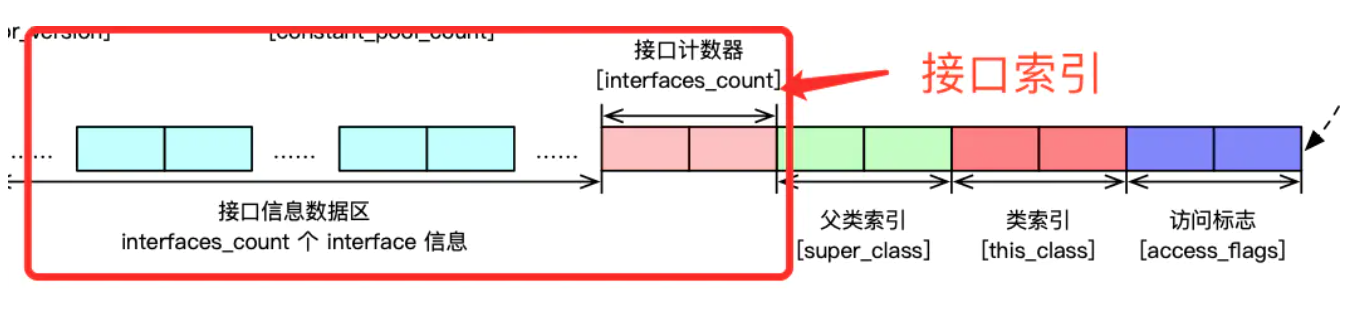 [constant_pool_count]
接口计数器
[interfaces_count]
接口索引
......
......
......
接口信息数据区
interfaces_count 个 interface 信息
父类索引
[super_class]
类索引
[this_class]
访问标志
[access_flags]